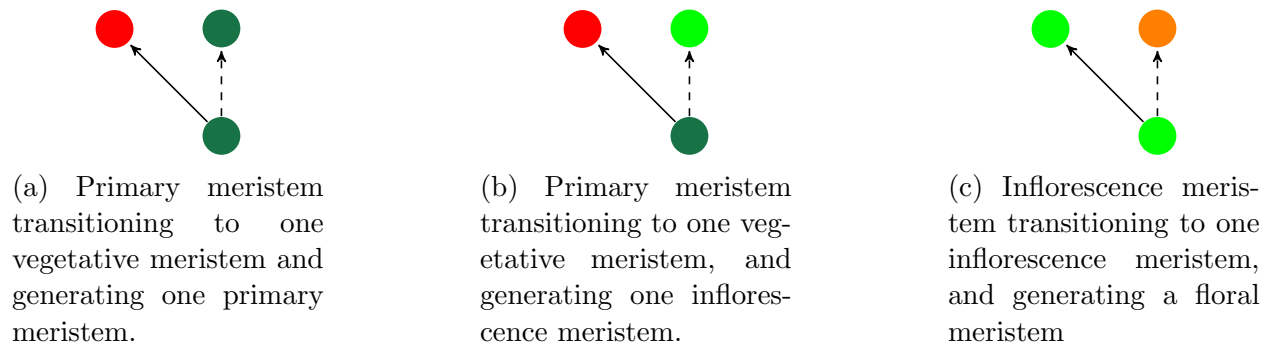 (a) Primary meristem
transitioning to one
vegetative meristem and
generating one primary
meristem.
(b) Primary meristem
transitioning to one veg-
etative meristem, and
generating one inflores-
cence meristem.
(c) Inflorescence meris-
tem transitioning to one
inflorescence meristem,
and generating a floral
meristem